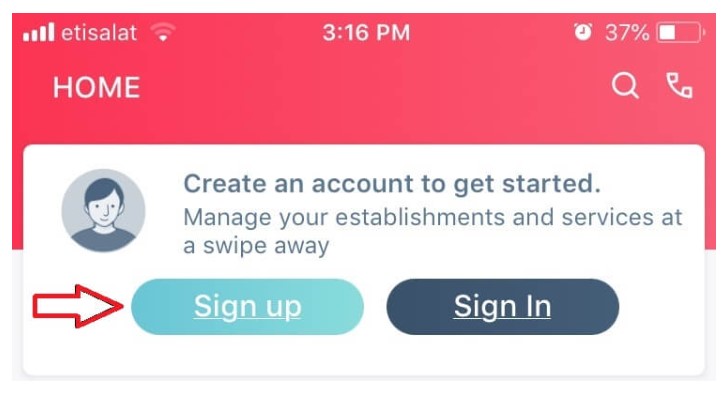 etisalat 3:16 PM 37%
HOME
Create an account to get started.
Manage your establishments and services at
a swipe away
Sign up Sign In